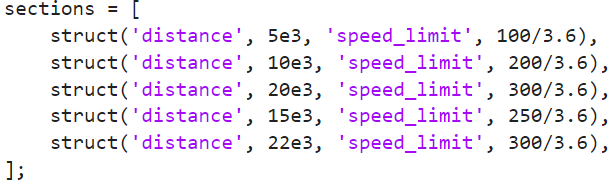 sections = [
    struct('distance', 5e3, 'speed_limit', 100/3.6),
    struct('distance', 10e3, 'speed_limit', 200/3.6),
    struct('distance', 20e3, 'speed_limit', 300/3.6),
    struct('distance', 15e3, 'speed_limit', 250/3.6),
    struct('distance', 22e3, 'speed_limit', 300/3.6),
];